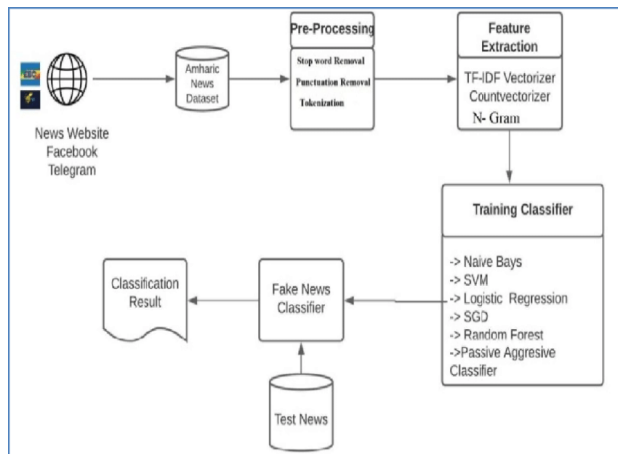 News Website
Facebook
Telegram
Amharic
News
Dataset
Pre-Processing
Stop word Removal
Punctuation Removal
Tokenization
Feature
Extraction
TF-IDF Vectorizer
Countvectorizer
N- Gram
Training Classifier
-> Naive Bays
-> SVM
-> Logistic Regression
-> SGD
-> Random Forest
->Passive Aggresive
Classifier
Fake News
Classifier
Classification
Result
Test News